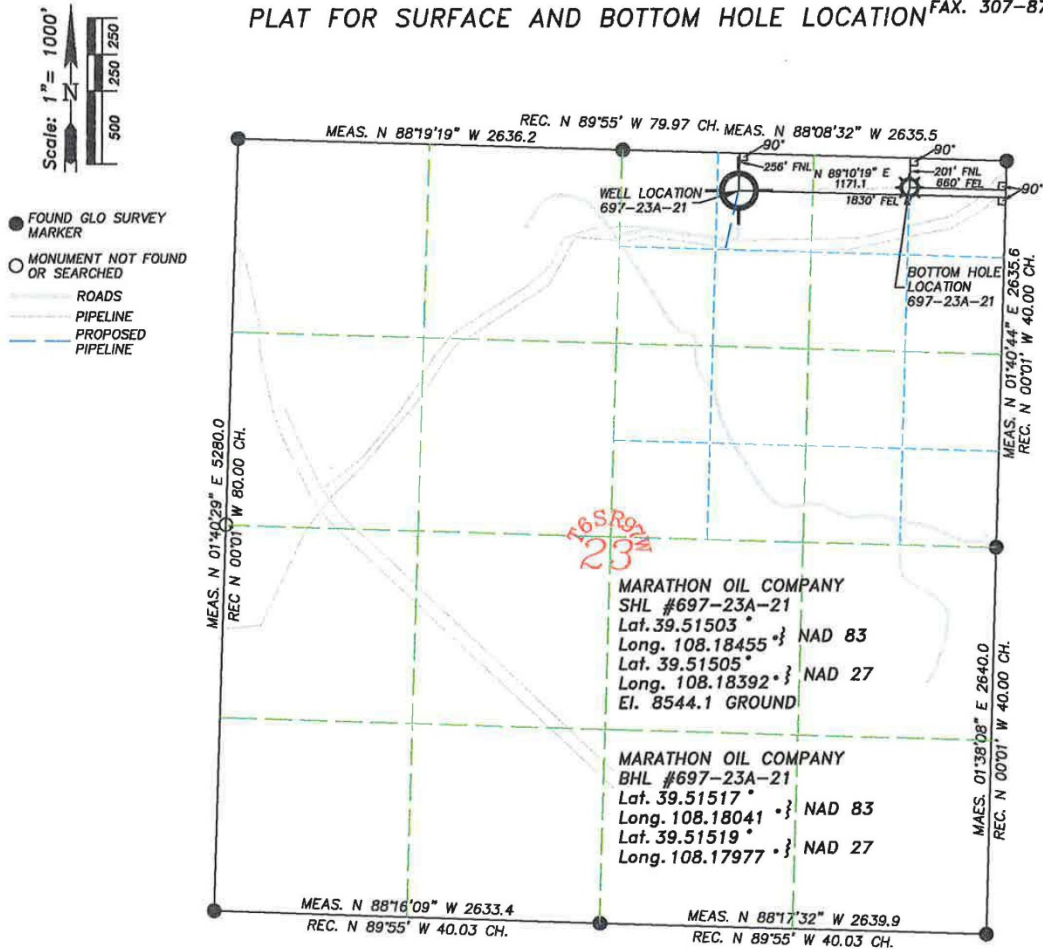 PLAT FOR SURFACE AND BOTTOM HOLE LOCATION
FAX. 307-87
Scale: 1"= 1000'
N
500 250 250
FOUND GLO SURVEY
MARKER
MONUMENT NOT FOUND
OR SEARCHED
ROADS
PIPELINE
PROPOSED
PIPELINE
REC. N 89°55' W 79.97 CH.
MEAS. N 88°19'19" W 2636.2
MEAS. N 88°08'32" W 2635.5
90°
90°
256' FNL
N 89°10'19" E
1171.1
201' FNL
660' FEL
90°
1830' FEL
WELL LOCATION
697-23A-21
BOTTOM HOLE
LOCATION
697-23A-21
MEAS. N 01°40'44" E 2635.6
REC. N 00°01' W 40.00 CH.
MEAS. N 01°40'29" E 5280.0
REC N 00°01' W 80.00 CH.
T6SR97W
23
MARATHON OIL COMPANY
SHL #697-23A-21
Lat. 39.51503 °
Long. 108.18455 °} NAD 83
Lat. 39.51505 °
Long. 108.18392 °} NAD 27
El. 8544.1 GROUND
MARATHON OIL COMPANY
BHL #697-23A-21
Lat. 39.51517 °
Long. 108.18041 °} NAD 83
Lat. 39.51519 °
Long. 108.17977 °} NAD 27
MAES. 01°38'08" E 2640.0
REC. N 00°01' W 40.00 CH.
MEAS. N 88°16'09" W 2633.4
REC. N 89°55' W 40.03 CH.
MEAS. N 88°17'32" W 2639.9
REC. N 89°55' W 40.03 CH.